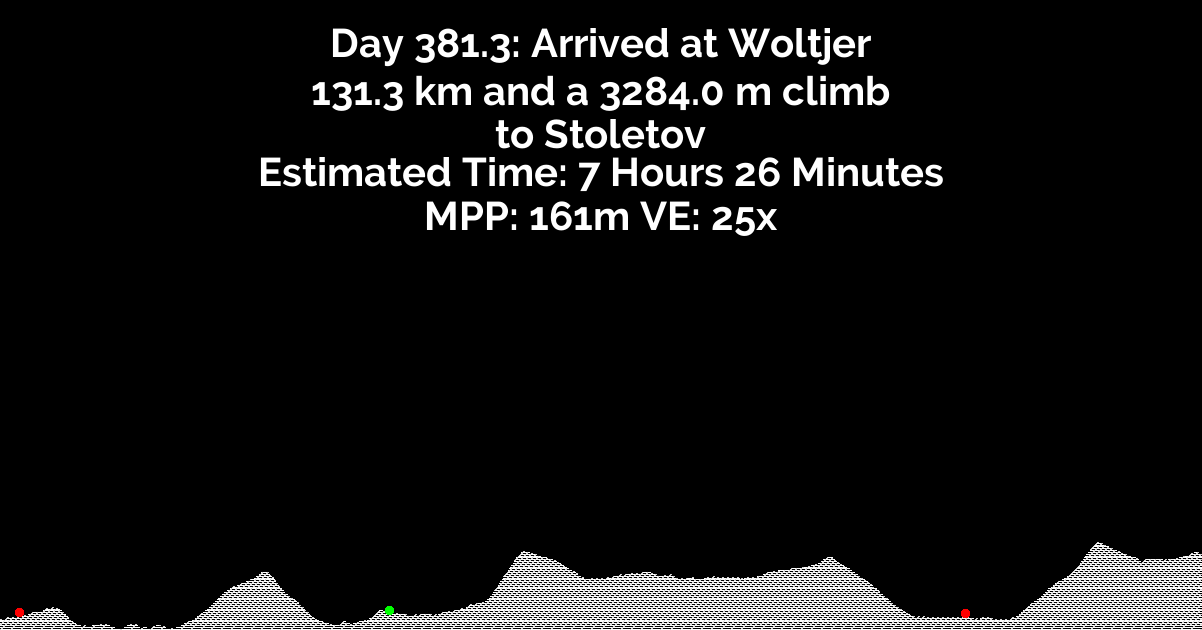 Day 381.3: Arrived at Woltjer
131.3 km and a 3284.0 m climb
to Stoletov
Estimated Time: 7 Hours 26 Minutes
MPP: 161m VE: 25x